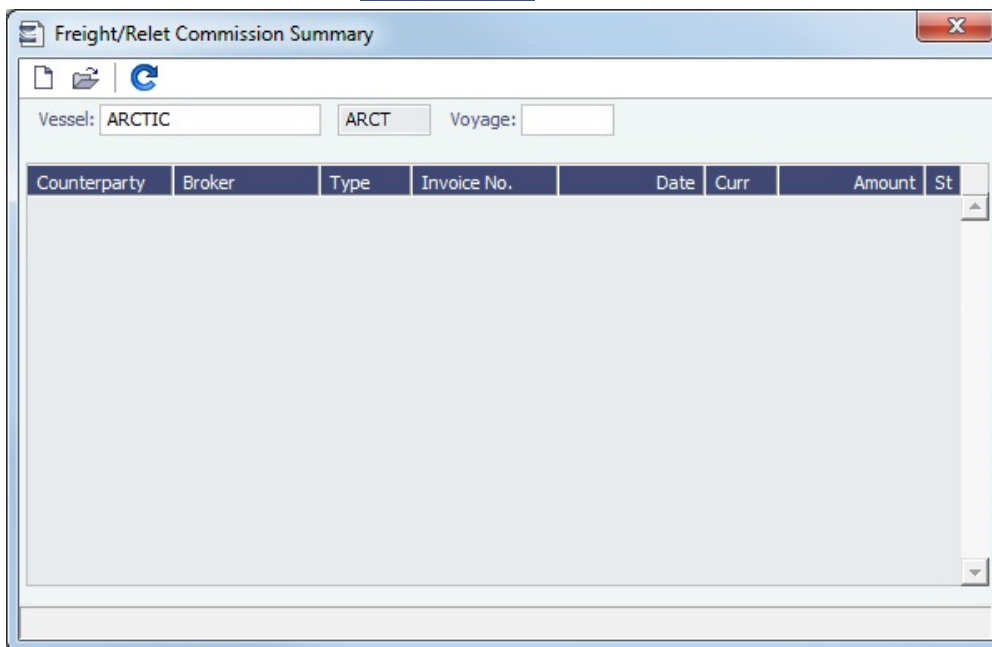 Freight/Relet Commission Summary
Vessel: ARCTIC ARCT Voyage:
Counterparty Broker Type Invoice No. Date Curr Amount St